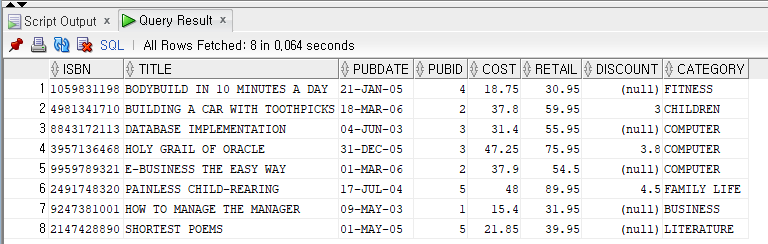 Script Output x Query Result x
SQL | All Rows Fetched: 8 in 0,064 seconds
ISBN TITLE PUBDATE PUBID COST RETAIL DISCOUNT CATEGORY
1 1059831198 BODYBUILD IN 10 MINUTES A DAY 21-JAN-05 4 18.75 30.95 (null) FITNESS
2 4981341710 BUILDING A CAR WITH TOOTHPICKS 18-MAR-06 2 37.8 59.95 3 CHILDREN
3 8843172113 DATABASE IMPLEMENTATION 04-JUN-03 3 31.4 55.95 (null) COMPUTER
4 3957136468 HOLY GRAIL OF ORACLE 31-DEC-05 3 47.25 75.95 3.8 COMPUTER
5 9959789321 E-BUSINESS THE EASY WAY 01-MAR-06 2 37.9 54.5 (null) COMPUTER
6 2491748320 PAINLESS CHILD-REARING 17-JUL-04 5 48 89.95 4.5 FAMILY LIFE
7 9247381001 HOW TO MANAGE THE MANAGER 09-MAY-03 1 15.4 31.95 (null) BUSINESS
8 2147428890 SHORTEST POEMS 01-MAY-05 5 21.85 39.95 (null) LITERATURE